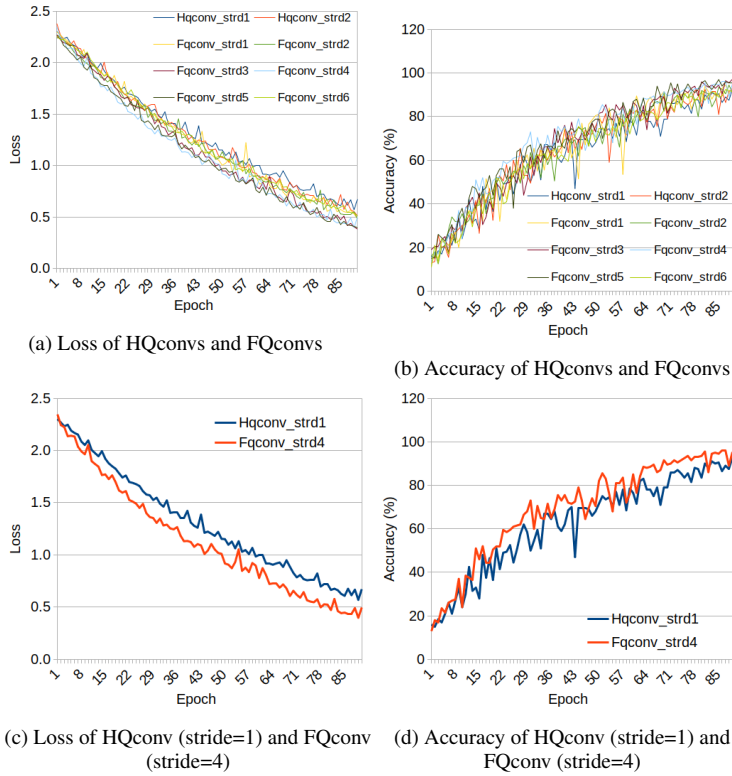 Hqconv_strd1 Hqconv_strd2
Fqconv_strd1 Fqconv_strd2
Fqconv_strd3 Fqconv_strd4
Fqconv_strd5 Fqconv_strd6
2.5
2.0
1.5
1.0
0.5
0.0
Loss
1 8 15 22 29 36 43 50 57 64 71 78 85
Epoch
(a) Loss of HQconvs and FQconvs
120
100
80
60
40
20
0
Accuracy (%)
Hqconv_strd1 Hqconv_strd2
Fqconv_strd1 Fqconv_strd2
Fqconv_strd3 Fqconv_strd4
Fqconv_strd5 Fqconv_strd6
1 8 15 22 29 36 43 50 57 64 71 78 85
Epoch
(b) Accuracy of HQconvs and FQconvs
2.5
2.0
1.5
1.0
0.5
0.0
Loss
Hqconv_strd1
Fqconv_strd4
1 8 15 22 29 36 43 50 57 64 71 78 85
Epoch
(c) Loss of HQconv (stride=1) and FQconv
(stride=4)
120
100
80
60
40
20
0
Accuracy (%)
Hqconv_strd1
Fqconv_strd4
1 8 15 22 29 36 43 50 57 64 71 78 85
Epoch
(d) Accuracy of HQconv (stride=1) and
FQconv (stride=4)